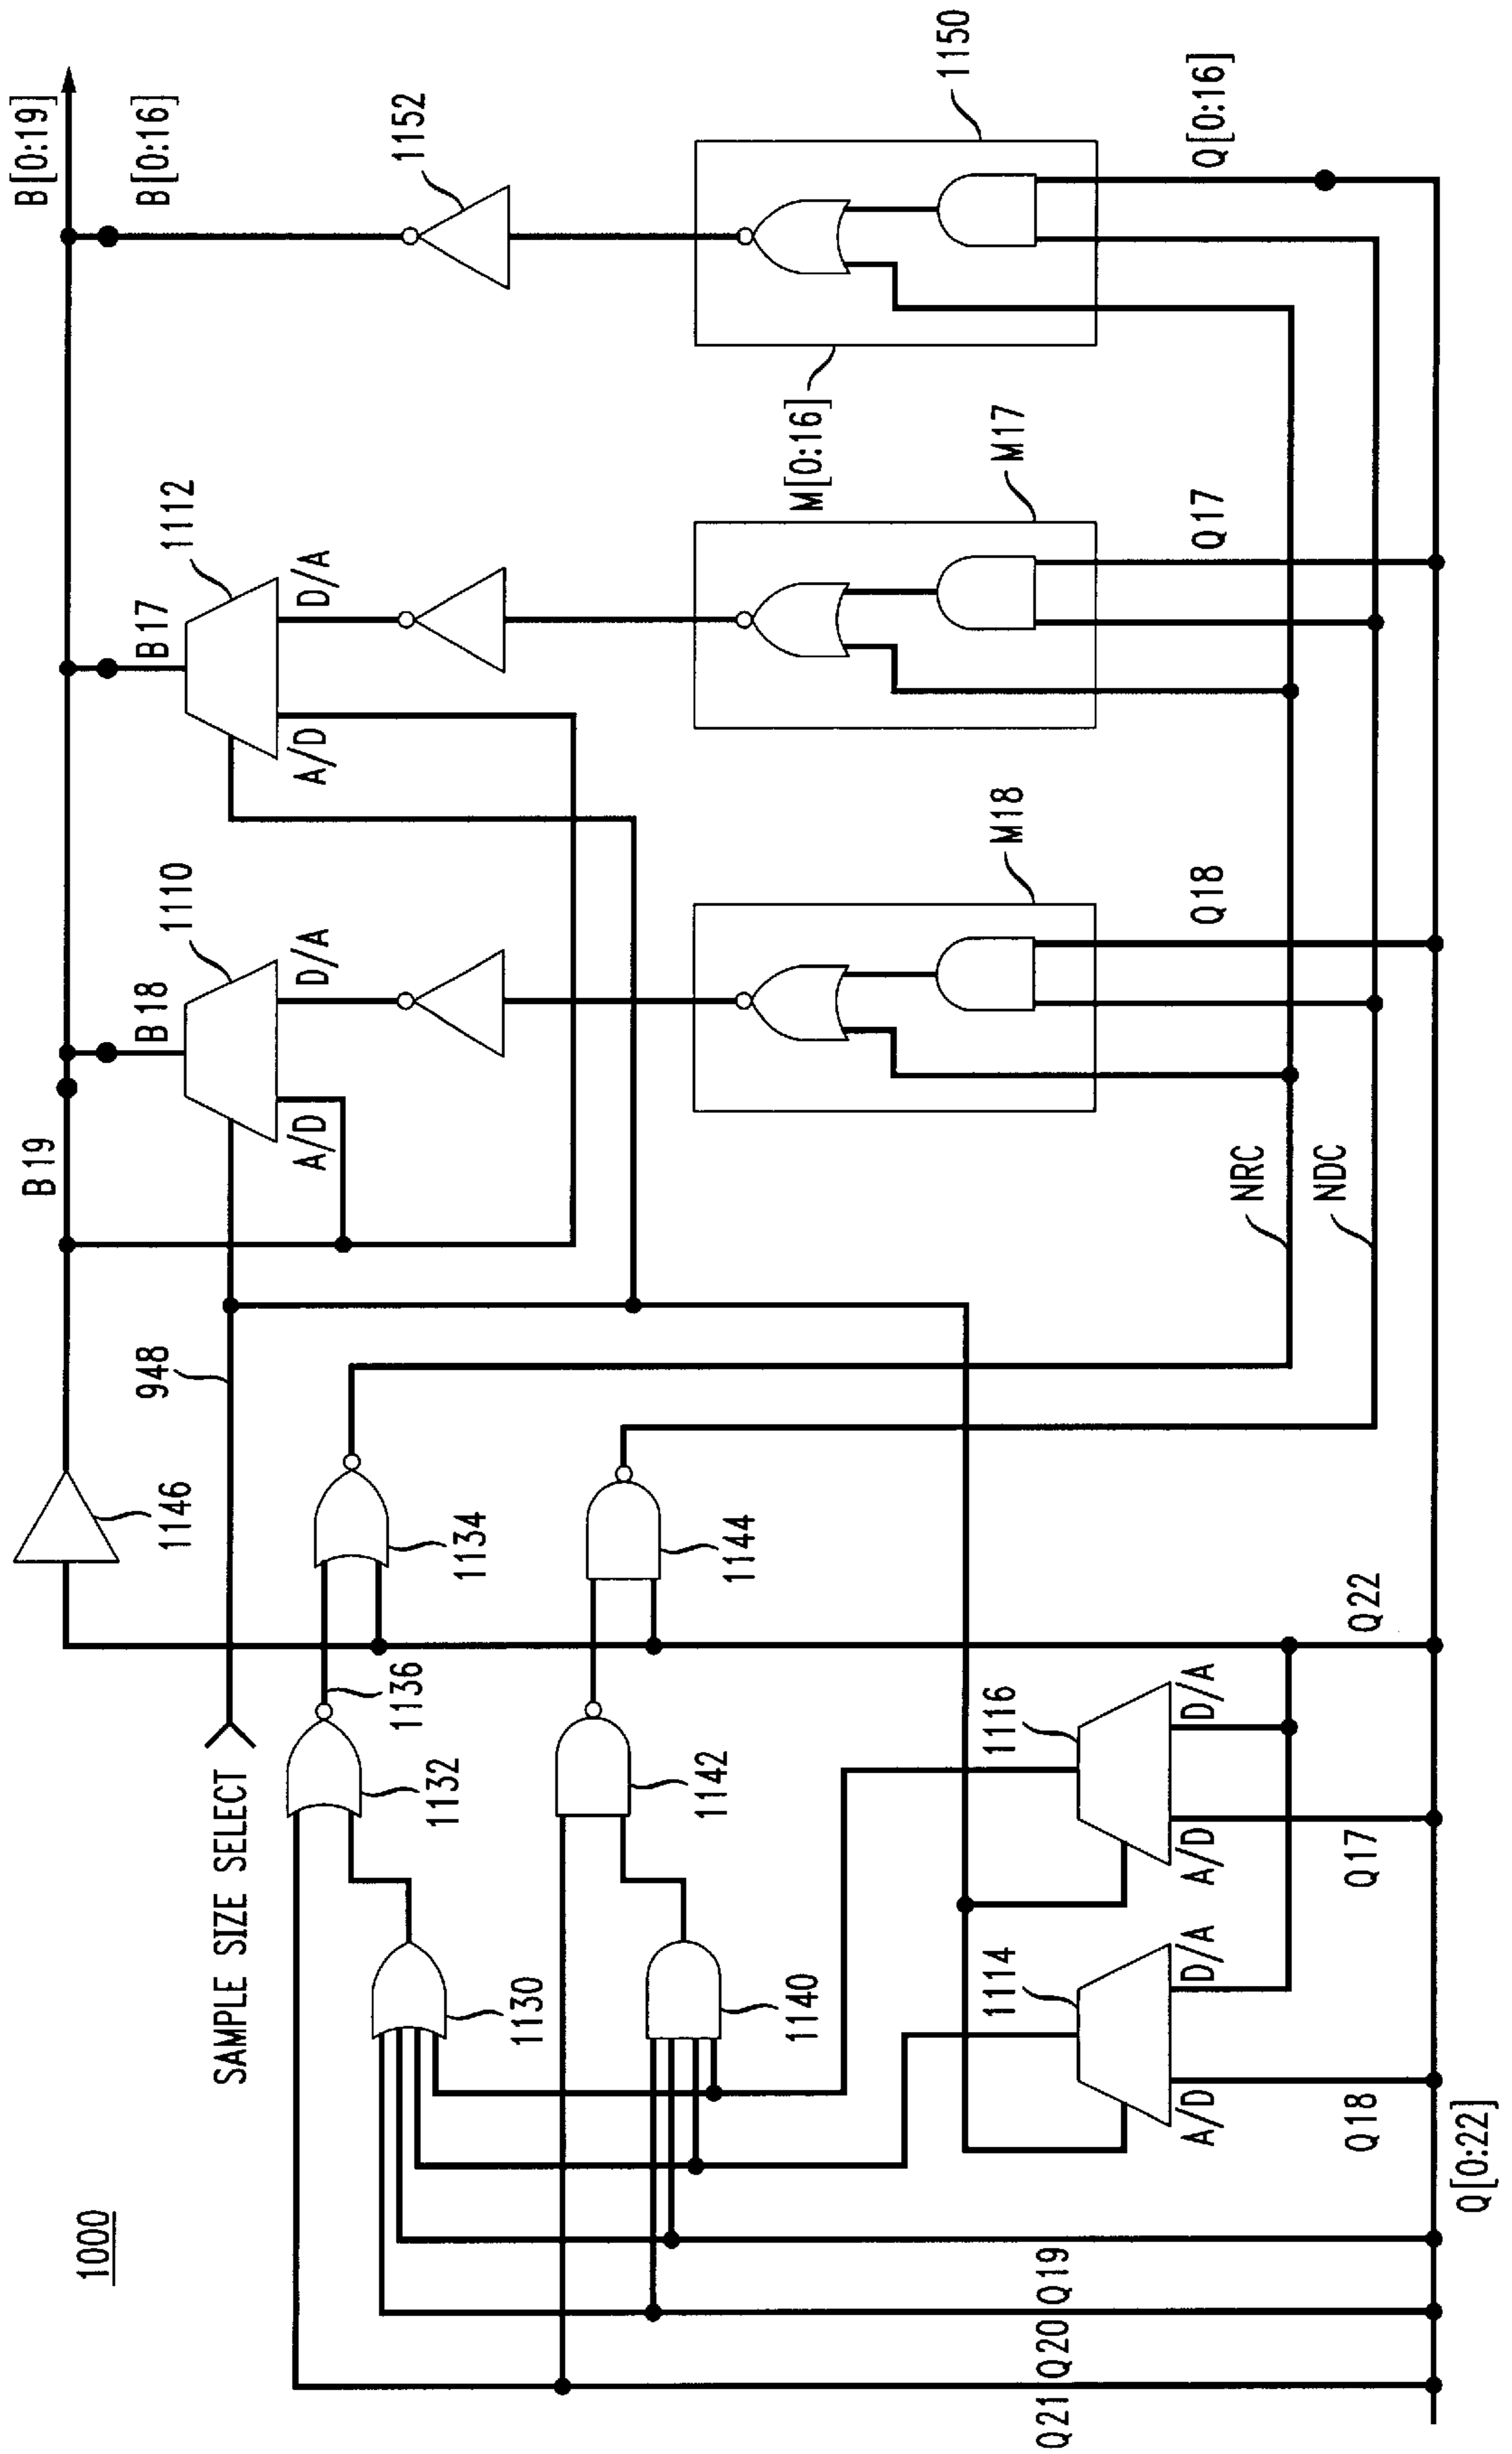 1000
SAMPLE SIZE SELECT
948
1146
B19
B[0:19]
B18
1110
B17
1112
B[0:16]
A/D
D/A
A/D
D/A
1152
1132
1136
1134
1130
1142
1144
1140
M18
M17
M[0:16]
1150
1114
1116
A/D
D/A
A/D
D/A
NRC
NDC
Q18
Q17
Q[0:16]
Q21
Q20
Q19
Q18
Q17
Q22
Q[0:22]